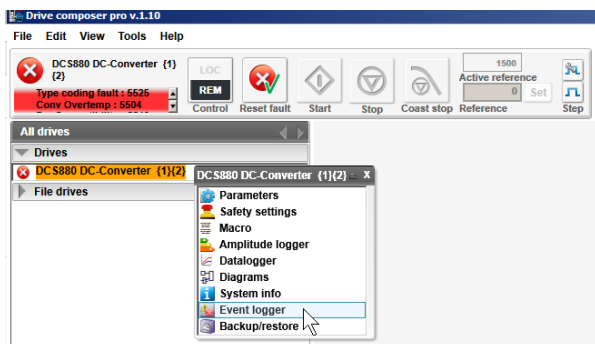 Drive composer pro v.1.10
File Edit View Tools Help
DCS880 DC-Converter {1}
{2}
Type coding fault : 5525
Conv Overtemp : 5504
LOC
REM
Control
Reset fault
Start
Stop
Coast stop
1500
Active reference
0 Set
Reference
Step
All drives
Drives
DCS880 DC-Converter {1}{2}
File drives
DCS880 DC-Converter {1}{2} x
Parameters
Safety settings
Macro
Amplitude logger
Datalogger
Diagrams
System info
Event logger
Backup/restore